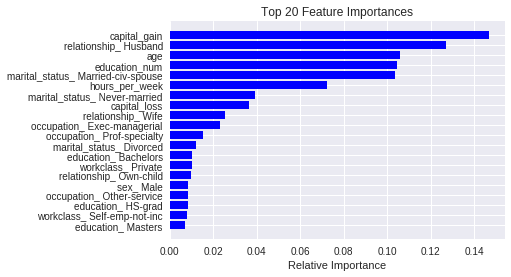 Top 20 Feature Importances
capital_gain
relationship_ Husband
age
education_num
marital_status_ Married-civ-spouse
hours_per_week
marital_status_ Never-married
capital_loss
relationship_ Wife
occupation_ Exec-managerial
occupation_ Prof-specialty
marital_status_ Divorced
education_ Bachelors
workclass_ Private
relationship_ Own-child
sex_ Male
occupation_ Other-service
education_ HS-grad
workclass_ Self-emp-not-inc
education_ Masters
0.00 0.02 0.04 0.06 0.08 0.10 0.12 0.14
Relative Importance